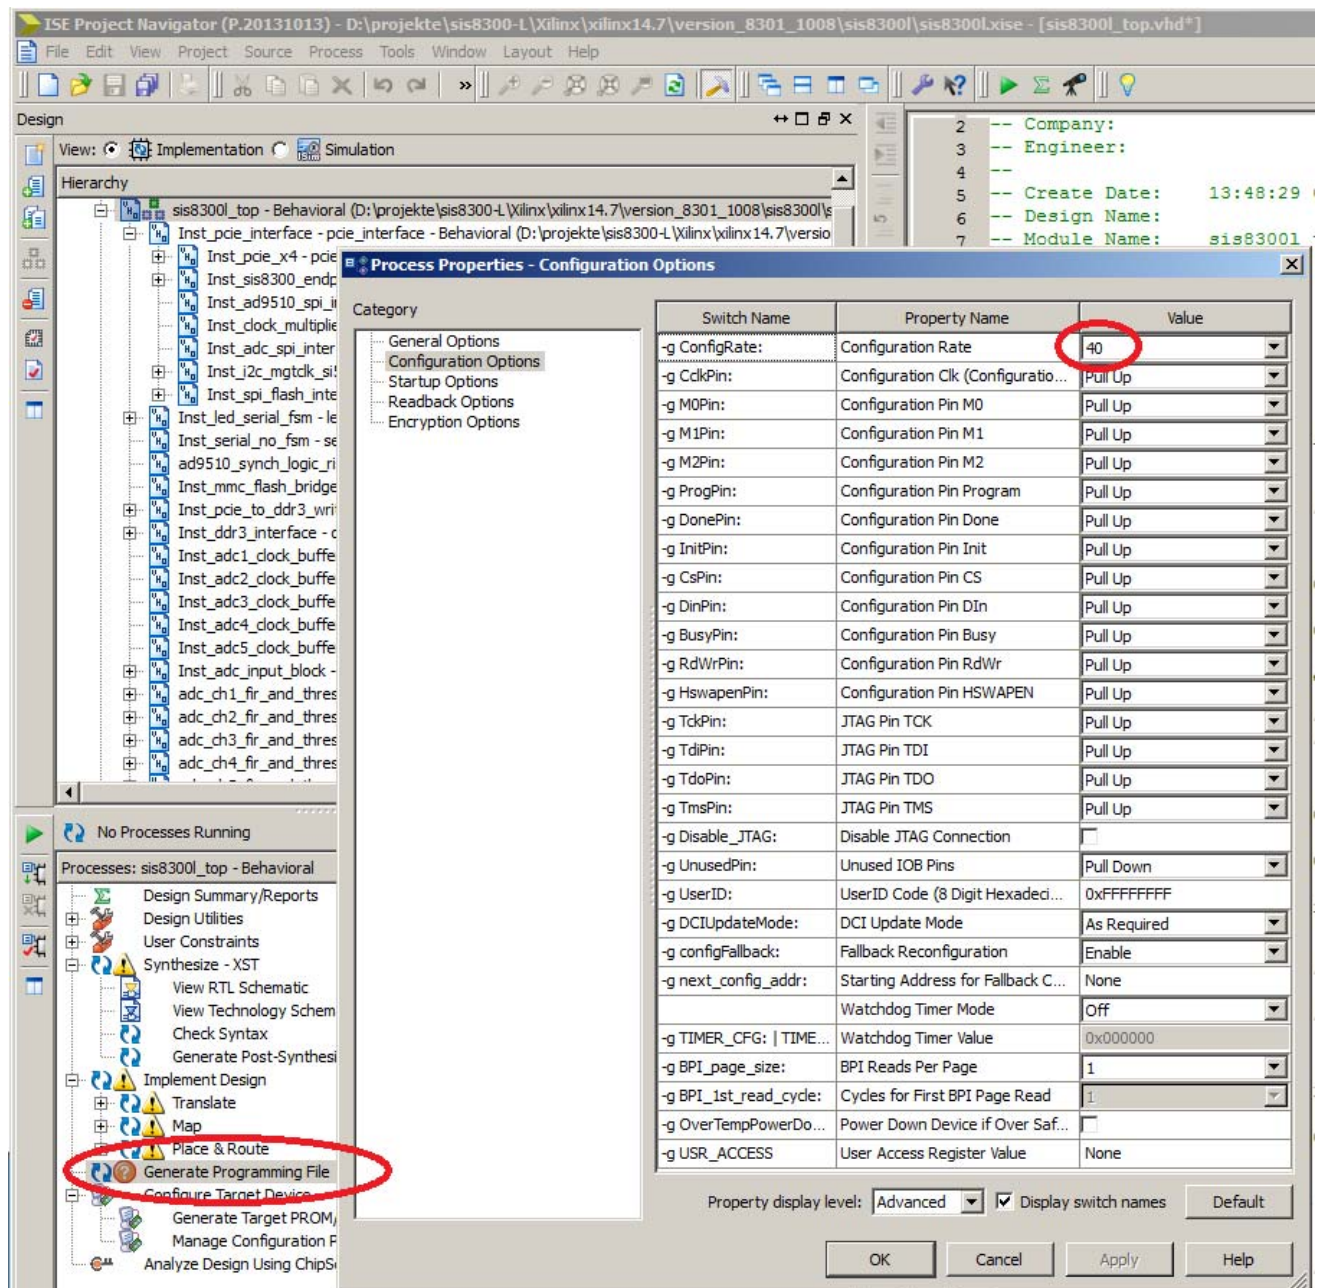 ISE Project Navigator (P.20131013) - D:\projekte\sis8300-L\Xilinx\xilinx14.7\version_8301_1008\sis8300l\sis8300l.xise - [sis8300l_top.vhd*]
File Edit View Project Source Process Tools Window Layout Help
Design
View: Implementation Simulation
Hierarchy
sis8300l_top - Behavioral (D:\projekte\sis8300-L\Xilinx\xilinx14.7\version_8301_1008\sis8300l\s
Inst_pcie_interface - pcie_interface - Behavioral (D:\projekte\sis8300-L\Xilinx\xilinx14.7\versio
Inst_pcie_x4 - pcie
Inst_sis8300_endp
Inst_ad9510_spi_i
Inst_clock_multiplie
Inst_adc_spi_inter
Inst_i2c_mgtclk_si5
Inst_spi_flash_inte
Inst_led_serial_fsm - le
Inst_serial_no_fsm - se
ad9510_synch_logic_ri
Inst_mmc_flash_bridge
Inst_pcie_to_ddr3_wri
Inst_ddr3_interface - d
Inst_adc1_clock_buffe
Inst_adc2_clock_buffe
Inst_adc3_clock_buffe
Inst_adc4_clock_buffe
Inst_adc5_clock_buffe
Inst_adc_input_block -
adc_ch1_fir_and_thres
adc_ch2_fir_and_thres
adc_ch3_fir_and_thres
adc_ch4_fir_and_thres
2 -- Company:
3 -- Engineer:
4 --
5 -- Create Date: 13:48:29
6 -- Design Name:
7 -- Module Name: sis8300l
No Processes Running
Processes: sis8300l_top - Behavioral
Design Summary/Reports
Design Utilities
User Constraints
Synthesize - XST
View RTL Schematic
View Technology Schem
Check Syntax
Generate Post-Synthesi
Implement Design
Translate
Map
Place & Route
Generate Programming File
Configure Target Device
Generate Target PROM/
Manage Configuration P
Analyze Design Using ChipS
Process Properties - Configuration Options
Category
General Options
Configuration Options
Startup Options
Readback Options
Encryption Options
Switch Name Property Name Value
-g ConfigRate: Configuration Rate 40
-g CclkPin: Configuration Clk (Configuratio... Pull Up
-g M0Pin: Configuration Pin M0 Pull Up
-g M1Pin: Configuration Pin M1 Pull Up
-g M2Pin: Configuration Pin M2 Pull Up
-g ProgPin: Configuration Pin Program Pull Up
-g DonePin: Configuration Pin Done Pull Up
-g InitPin: Configuration Pin Init Pull Up
-g CsPin: Configuration Pin CS Pull Up
-g DinPin: Configuration Pin DIn Pull Up
-g BusyPin: Configuration Pin Busy Pull Up
-g RdWrPin: Configuration Pin RdWr Pull Up
-g HswapenPin: Configuration Pin HSWAPEN Pull Up
-g TckPin: JTAG Pin TCK Pull Up
-g TdiPin: JTAG Pin TDI Pull Up
-g TdoPin: JTAG Pin TDO Pull Up
-g TmsPin: JTAG Pin TMS Pull Up
-g Disable_JTAG: Disable JTAG Connection
-g UnusedPin: Unused IOB Pins Pull Down
-g UserID: UserID Code (8 Digit Hexadeci... 0xFFFFFFFF
-g DCIUpdateMode: DCI Update Mode As Required
-g configFallback: Fallback Reconfiguration Enable
-g next_config_addr: Starting Address for Fallback C... None
Watchdog Timer Mode Off
-g TIMER_CFG: | TIME... Watchdog Timer Value 0x000000
-g BPI_page_size: BPI Reads Per Page 1
-g BPI_1st_read_cycle: Cycles for First BPI Page Read 1
-g OverTempPowerDo... Power Down Device if Over Saf...
-g USR_ACCESS User Access Register Value None
Property display level: Advanced Display switch names Default
OK Cancel Apply Help